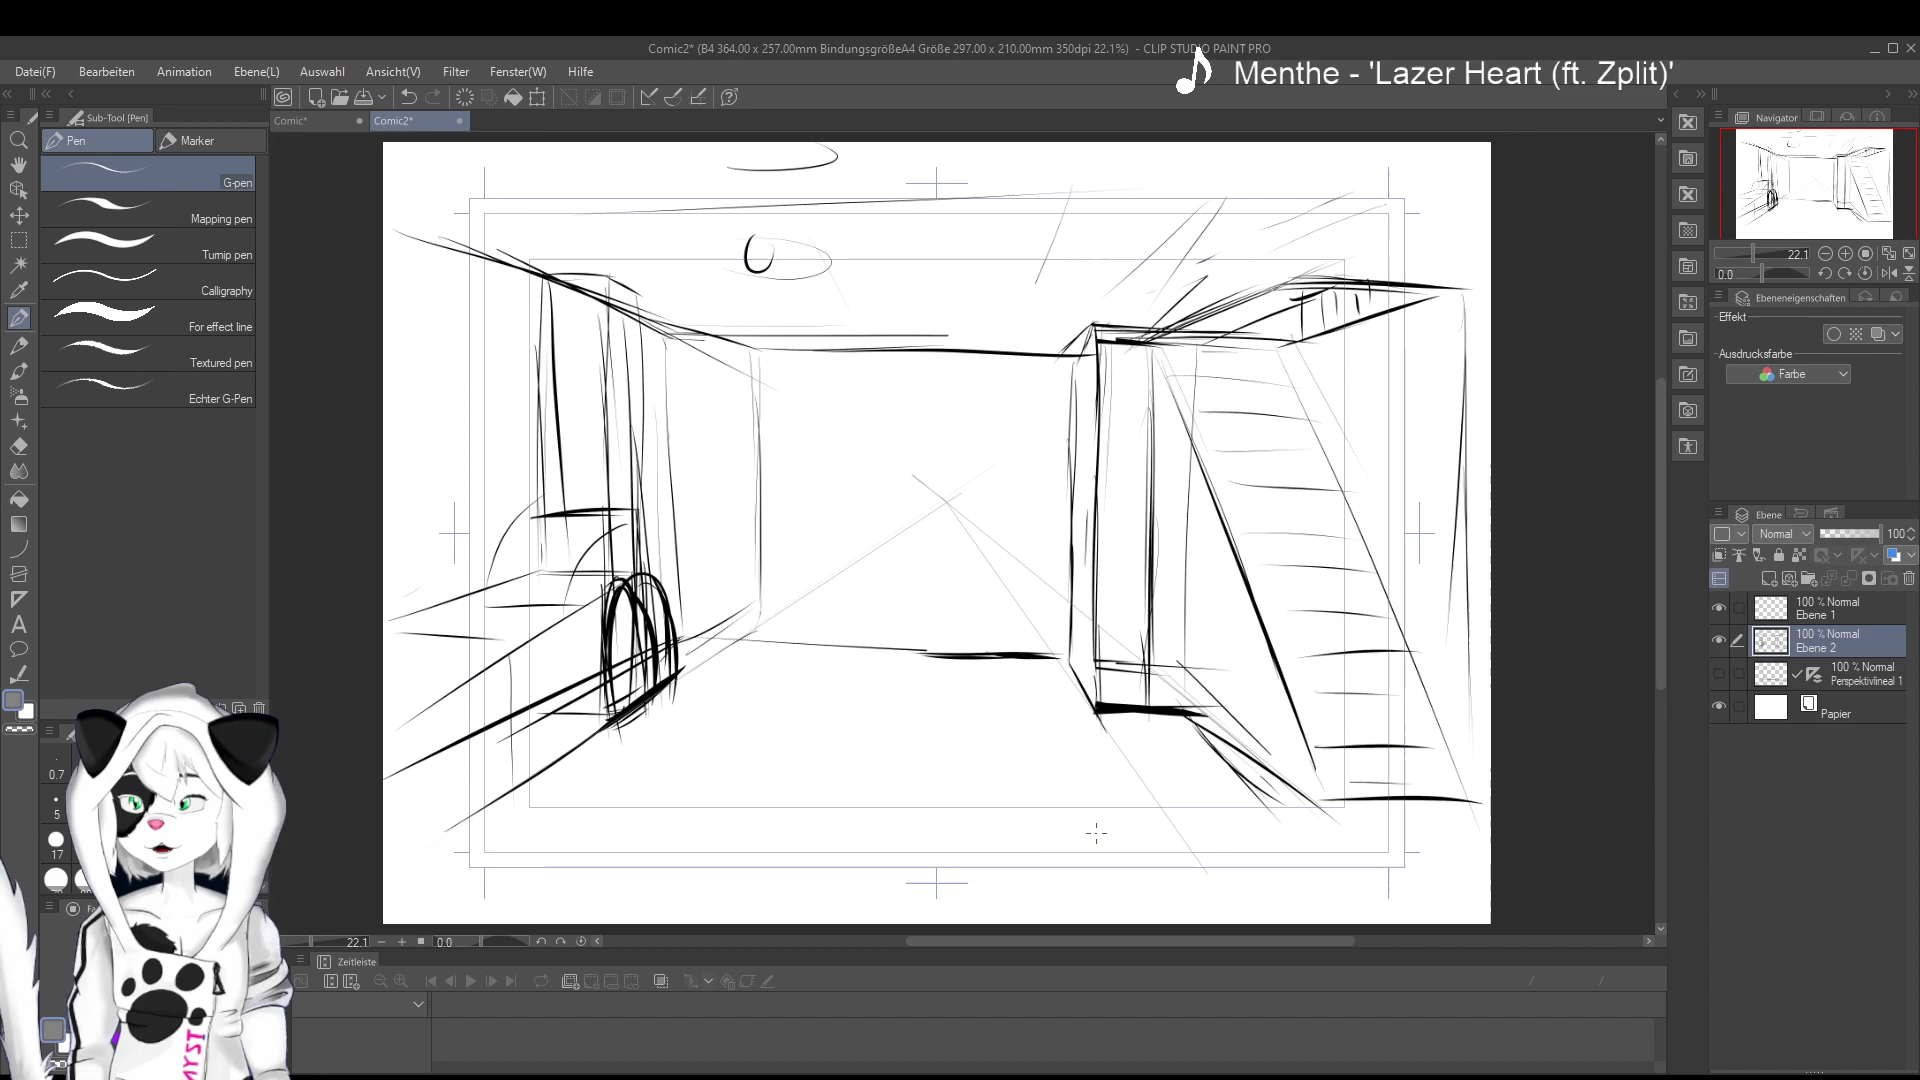 Comic2* (B4 364.00 x 257.00mm BindungsgrößeA4 Größe 297.00 x 210.00mm 350dpi 22.1%) - CLIP STUDIO PAINT PRO
Datei(F) Bearbeiten Animation Ebene(L) Auswahl Ansicht(V) Filter Fenster(W) Hilfe
Menthe - 'Lazer Heart (ft. Zplit)'
Sub-Tool [Pen]
Comic*
Comic2*
Navigator
Pen
Marker
G-pen
Mapping pen
Turnip pen
Calligraphy
For effect line
Textured pen
Echter G-Pen
22.1
0.0
Ebeneneigenschaften
Effekt
Ausdrucksfarbe
Farbe
Ebene
Normal
100
100 % Normal
Ebene 1
100 % Normal
Ebene 2
100 % Normal
Perspektivlineal 1
Papier
0.7
5
17
22.1
0.0
Zeitleiste